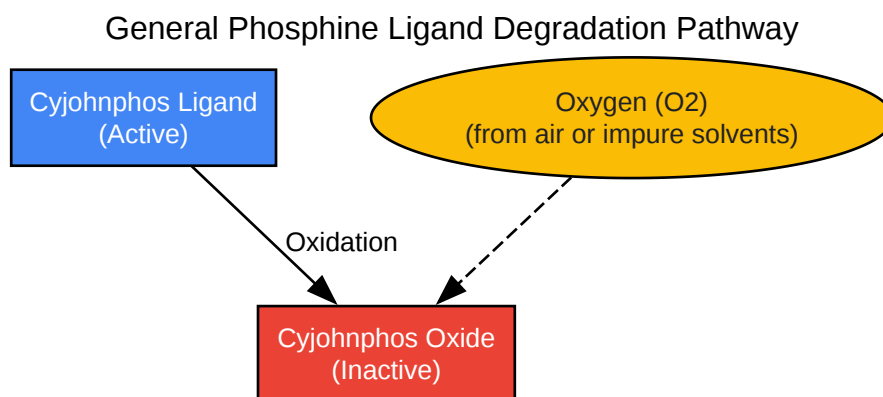 General Phosphine Ligand Degradation Pathway
Cyjohnphos Ligand
(Active)
Oxygen (O2)
(from air or impure solvents)
Oxidation
Cyjohnphos Oxide
(Inactive)